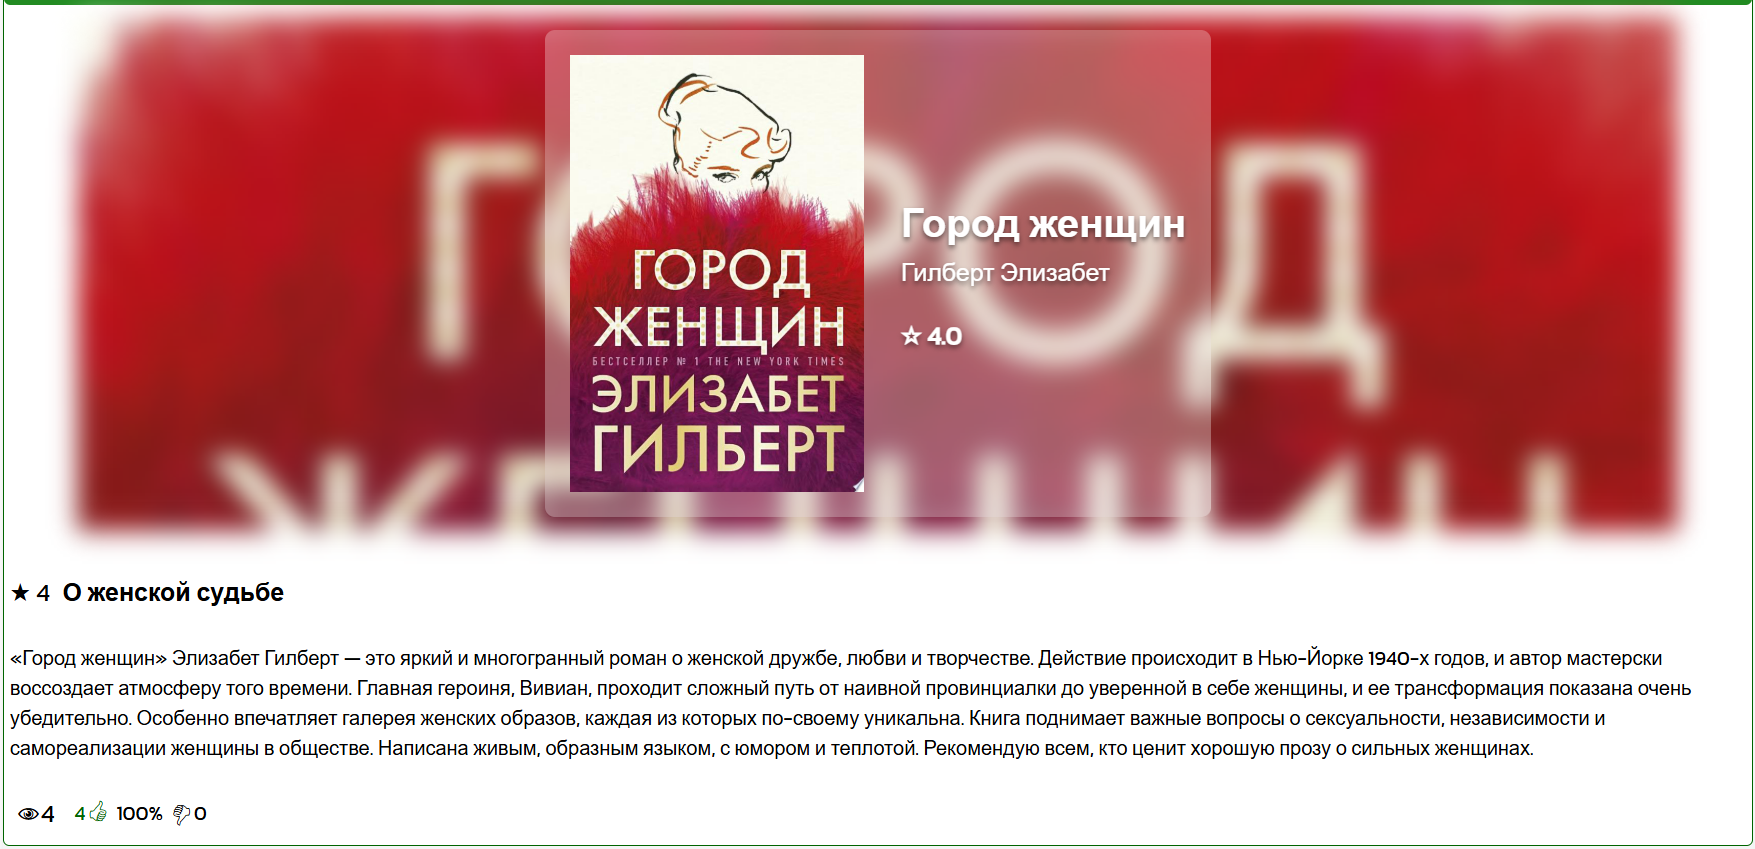 ГОРОД
ЖЕНЩИН
БЕСТСЕЛЛЕР № 1 THE NEW YORK TIMES
ЭЛИЗАБЕТ
ГИЛБЕРТ
Город женщин
Гилберт Элизабет
☆ 4.0
★ 4 О женской судьбе
«Город женщин» Элизабет Гилберт — это яркий и многогранный роман о женской дружбе, любви и творчестве. Действие происходит в Нью-Йорке 1940-х годов, и автор мастерски
воссоздает атмосферу того времени. Главная героиня, Вивиан, проходит сложный путь от наивной провинциалки до уверенной в себе женщины, и ее трансформация показана очень
убедительно. Особенно впечатляет галерея женских образов, каждая из которых по-своему уникальна. Книга поднимает важные вопросы о сексуальности, независимости и
самореализации женщины в обществе. Написана живым, образным языком, с юмором и теплотой. Рекомендую всем, кто ценит хорошую прозу о сильных женщинах.
4 4 100% 0